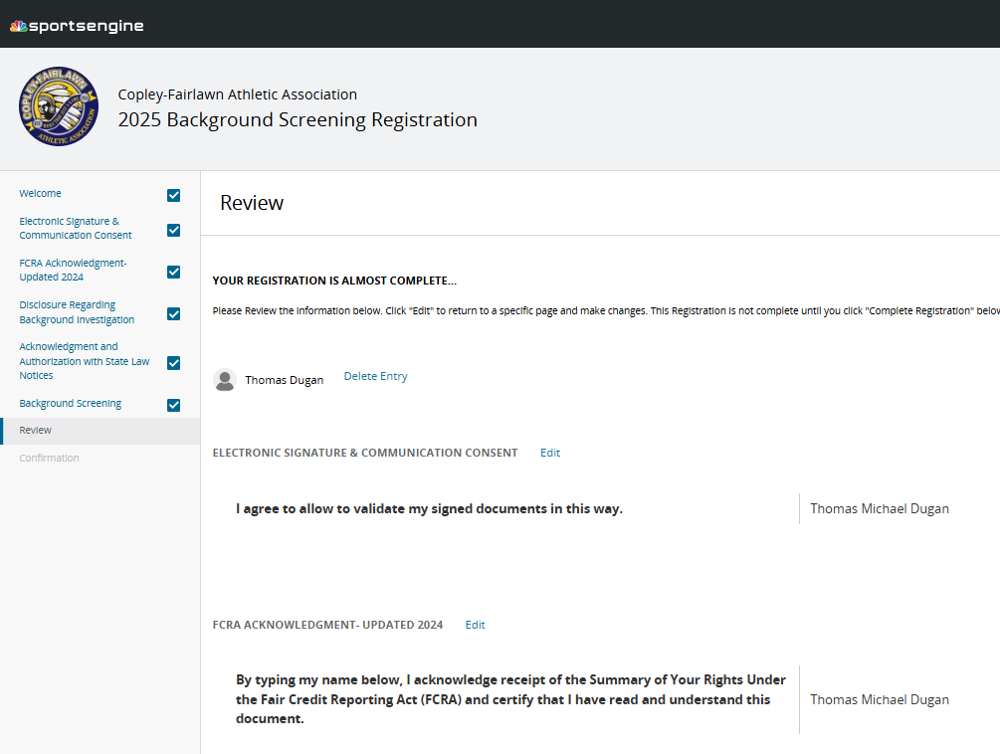 sportsengine
COPLEY-FAIRLAWN
ATHLETIC ASSOCIATION
Copley-Fairlawn Athletic Association
2025 Background Screening Registration
Welcome
Electronic Signature &
Communication Consent
FCRA Acknowledgment-
Updated 2024
Disclosure Regarding
Background Investigation
Acknowledgment and
Authorization with State Law
Notices
Background Screening
Review
Confirmation
Review
YOUR REGISTRATION IS ALMOST COMPLETE...
Please Review the information below. Click "Edit" to return to a specific page and make changes. This Registration is not complete until you click "Complete Registration" below
Thomas Dugan Delete Entry
ELECTRONIC SIGNATURE & COMMUNICATION CONSENT Edit
I agree to allow to validate my signed documents in this way. Thomas Michael Dugan
FCRA ACKNOWLEDGMENT- UPDATED 2024 Edit
By typing my name below, I acknowledge receipt of the Summary of Your Rights Under
the Fair Credit Reporting Act (FCRA) and certify that I have read and understand this
document.
Thomas Michael Dugan